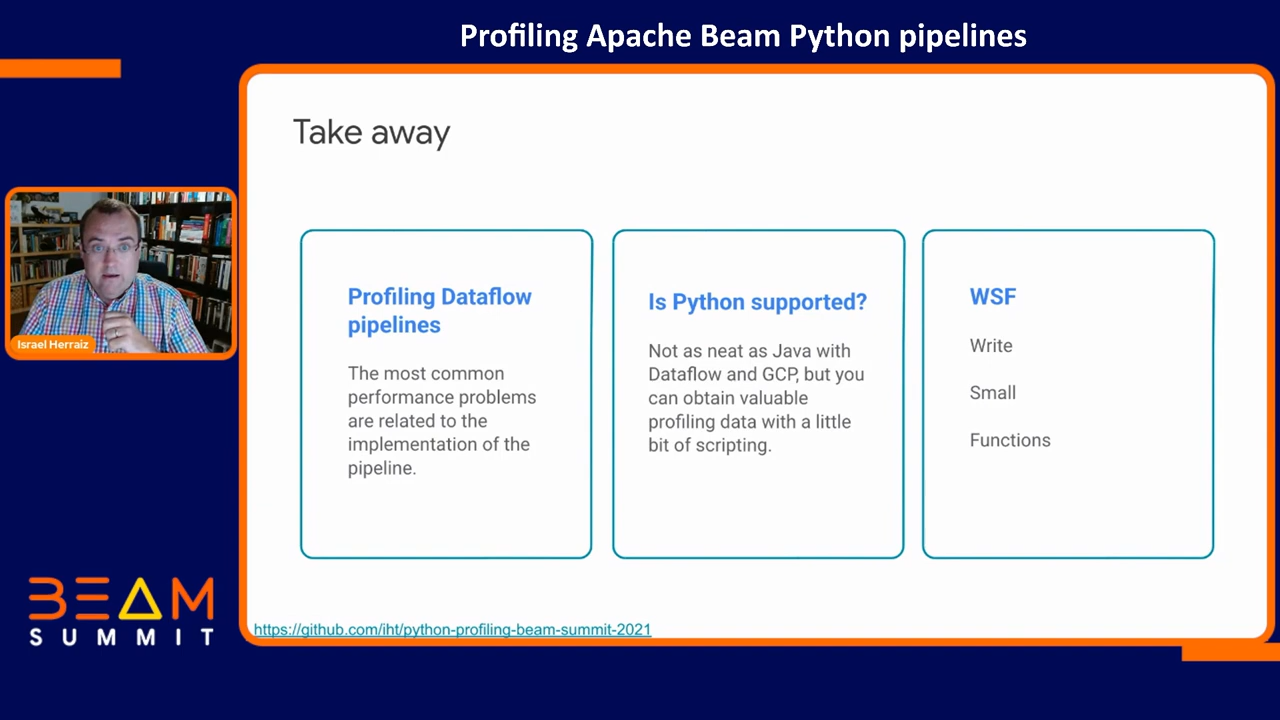 Profiling Apache Beam Python pipelines
Take away
Profiling Dataflow
pipelines
The most common
performance problems
are related to the
implementation of the
pipeline.
Is Python supported?
Not as neat as Java with
Dataflow and GCP, but you
can obtain valuable
profiling data with a little
bit of scripting.
WSF
Write
Small
Functions
Israel Herraiz
BEAM
SUMMIT
https://github.com/iht/python-profiling-beam-summit-2021